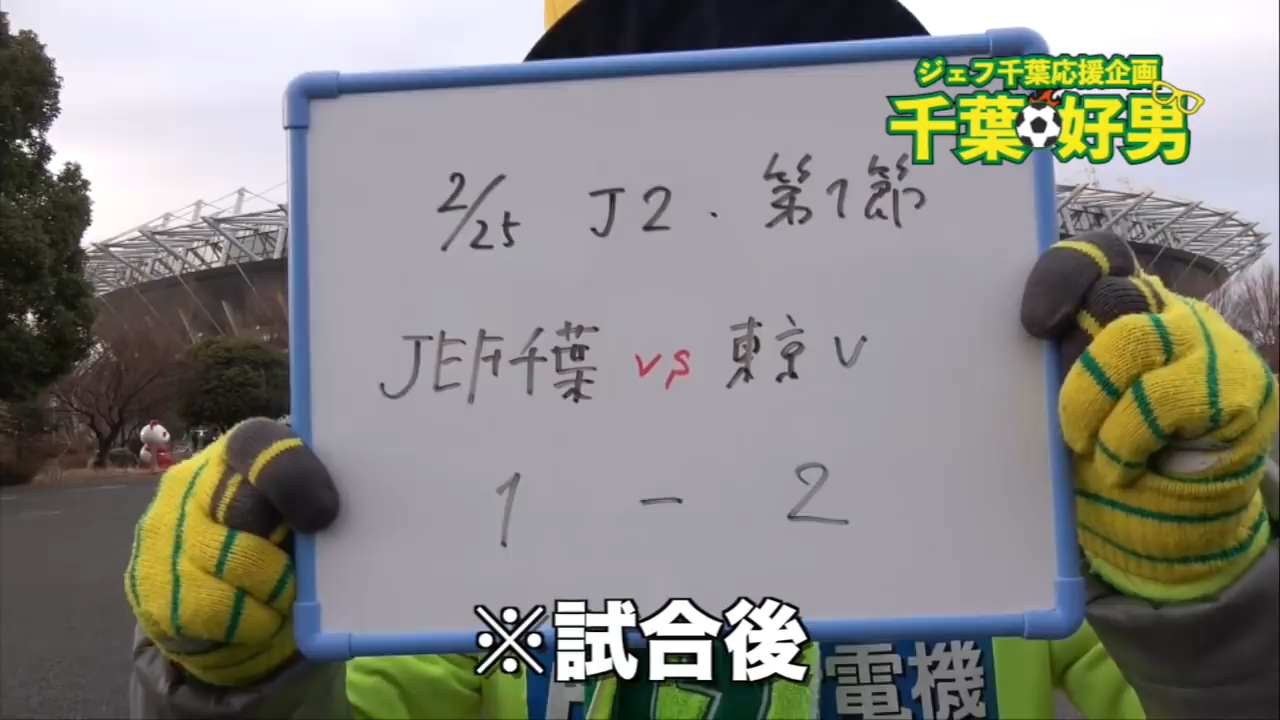 ジェフ千葉応援企画
千葉好男
2/25 J2. 第1節
JEF千葉 vs 東京V
1 - 2
※試合後
電機